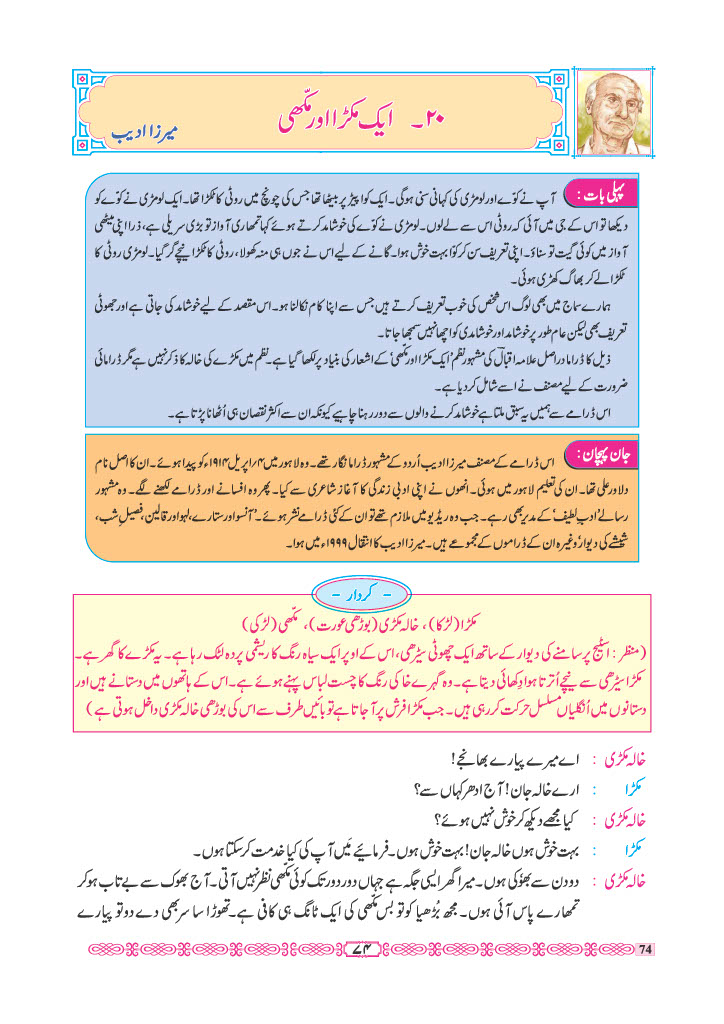 ۲۰۔ ایک مکڑا اور مکّھی
میرزا ادیب
پہلی بات : آپ نے کوّے اور لومڑی کی کہانی سنی ہوگی۔ ایک کوا پیڑ پر بیٹھا تھا جس کی چونچ میں روٹی کا ٹکڑا تھا۔ ایک لومڑی نے کوّے کو
دیکھا تو اس کے جی میں آئی کہ روٹی اس سے لے لوں۔ لومڑی نے کوّے کی خوشامد کرتے ہوئے کہا تمھاری آواز تو بڑی سریلی ہے، ذرا اپنی میٹھی
آواز میں کوئی گیت تو سناؤ۔ اپنی تعریف سن کر کوّا بہت خوش ہوا۔ گانے کے لیے اس نے جوں ہی منہ کھولا، روٹی کا ٹکڑا نیچے گر گیا۔ لومڑی روٹی کا
ٹکڑا لے کر بھاگ کھڑی ہوئی۔
ہمارے سماج میں بھی لوگ اس شخص کی خوب تعریف کرتے ہیں جس سے اپنا کام نکالنا ہو۔ اس مقصد کے لیے خوشامد کی جاتی ہے اور جھوٹی
تعریف بھی لیکن عام طور پر خوشامد اور خوشامدی کو اچھا نہیں سمجھا جاتا۔
ذیل کا ڈراما دراصل علامہ اقبالؔ کی مشہور نظم ’ایک مکڑا اور مکّھی‘ کے اشعار کی بنیاد پر لکھا گیا ہے۔ نظم میں مکڑے کی خالہ کا ذکر نہیں ہے مگر ڈرامائی
ضرورت کے لیے مصنف نے اسے شامل کر دیا ہے۔
اس ڈرامے سے ہمیں یہ سبق ملتا ہے خوشامد کرنے والوں سے دور رہنا چاہیے کیونکہ ان سے اکثر نقصان ہی اُٹھانا پڑتا ہے۔
جان پہچان : اس ڈرامے کے مصنف میرزا ادیب اُردو کے مشہور ڈراما نگار تھے۔ وہ لاہور میں ۴؍اپریل ۱۹۱۴ء کو پیدا ہوئے۔ ان کا اصل نام
دلاور علی تھا۔ ان کی تعلیم لاہور میں ہوئی۔ انھوں نے اپنی ادبی زندگی کا آغاز شاعری سے کیا۔ پھر وہ افسانے اور ڈرامے لکھنے لگے۔ وہ مشہور
رسالے ’ادبِ لطیف‘ کے مدیر بھی رہے۔ جب وہ ریڈیو میں ملازم تھے تو ان کے کئی ڈرامے نشر ہوئے۔ ’آنسو اور ستارے، لہو اور قالین، فصیلِ شب،
شیشے کی دیوار‘ وغیرہ ان کے ڈراموں کے مجموعے ہیں۔ میرزا ادیب کا انتقال ۱۹۹۹ء میں ہوا۔
- کردار -
مکڑا (لڑکا)، خالہ مکڑی (بوڑھی عورت)، مکّھی (لڑکی)
(منظر : اسٹیج پر سامنے کی دیوار کے ساتھ ایک چھوٹی سیڑھی، اس کے اوپر ایک سیاہ رنگ کا ریشمی پردہ لٹک رہا ہے۔ یہ مکڑے کا گھر ہے۔
مکڑا سیڑھی سے نیچے اُترتا ہوا دِکھائی دیتا ہے۔ وہ گہرے خاکی رنگ کا چست لباس پہنے ہوئے ہے۔ اس کے ہاتھوں میں دستانے ہیں اور
دستانوں میں اُنگلیاں مسلسل حرکت کر رہی ہیں۔ جب مکڑا فرش پر آجاتا ہے تو بائیں طرف سے اس کی بوڑھی خالہ مکڑی داخل ہوتی ہے)
خالہ مکڑی : اے میرے پیارے بھانجے!
مکڑا : ارے خالہ جان! آج ادھر کہاں سے؟
خالہ مکڑی : کیا مجھے دیکھ کر خوش نہیں ہوئے؟
مکڑا : بہت خوش ہوں خالہ جان! بہت خوش ہوں۔ فرمائیے مَیں آپ کی کیا خدمت کرسکتا ہوں۔
خالہ مکڑی : دو دن سے بھوکی ہوں۔ میرا گھر ایسی جگہ ہے جہاں دور دور تک کوئی مکّھی نظر نہیں آتی۔ آج بھوک سے بے تاب ہوکر
تمھارے پاس آئی ہوں۔ مجھ بُڑھیا کو تو بس مکّھی کی ایک ٹانگ ہی کافی ہے۔ تھوڑا سا سر بھی دے دو تو پیارے
۷۴
74